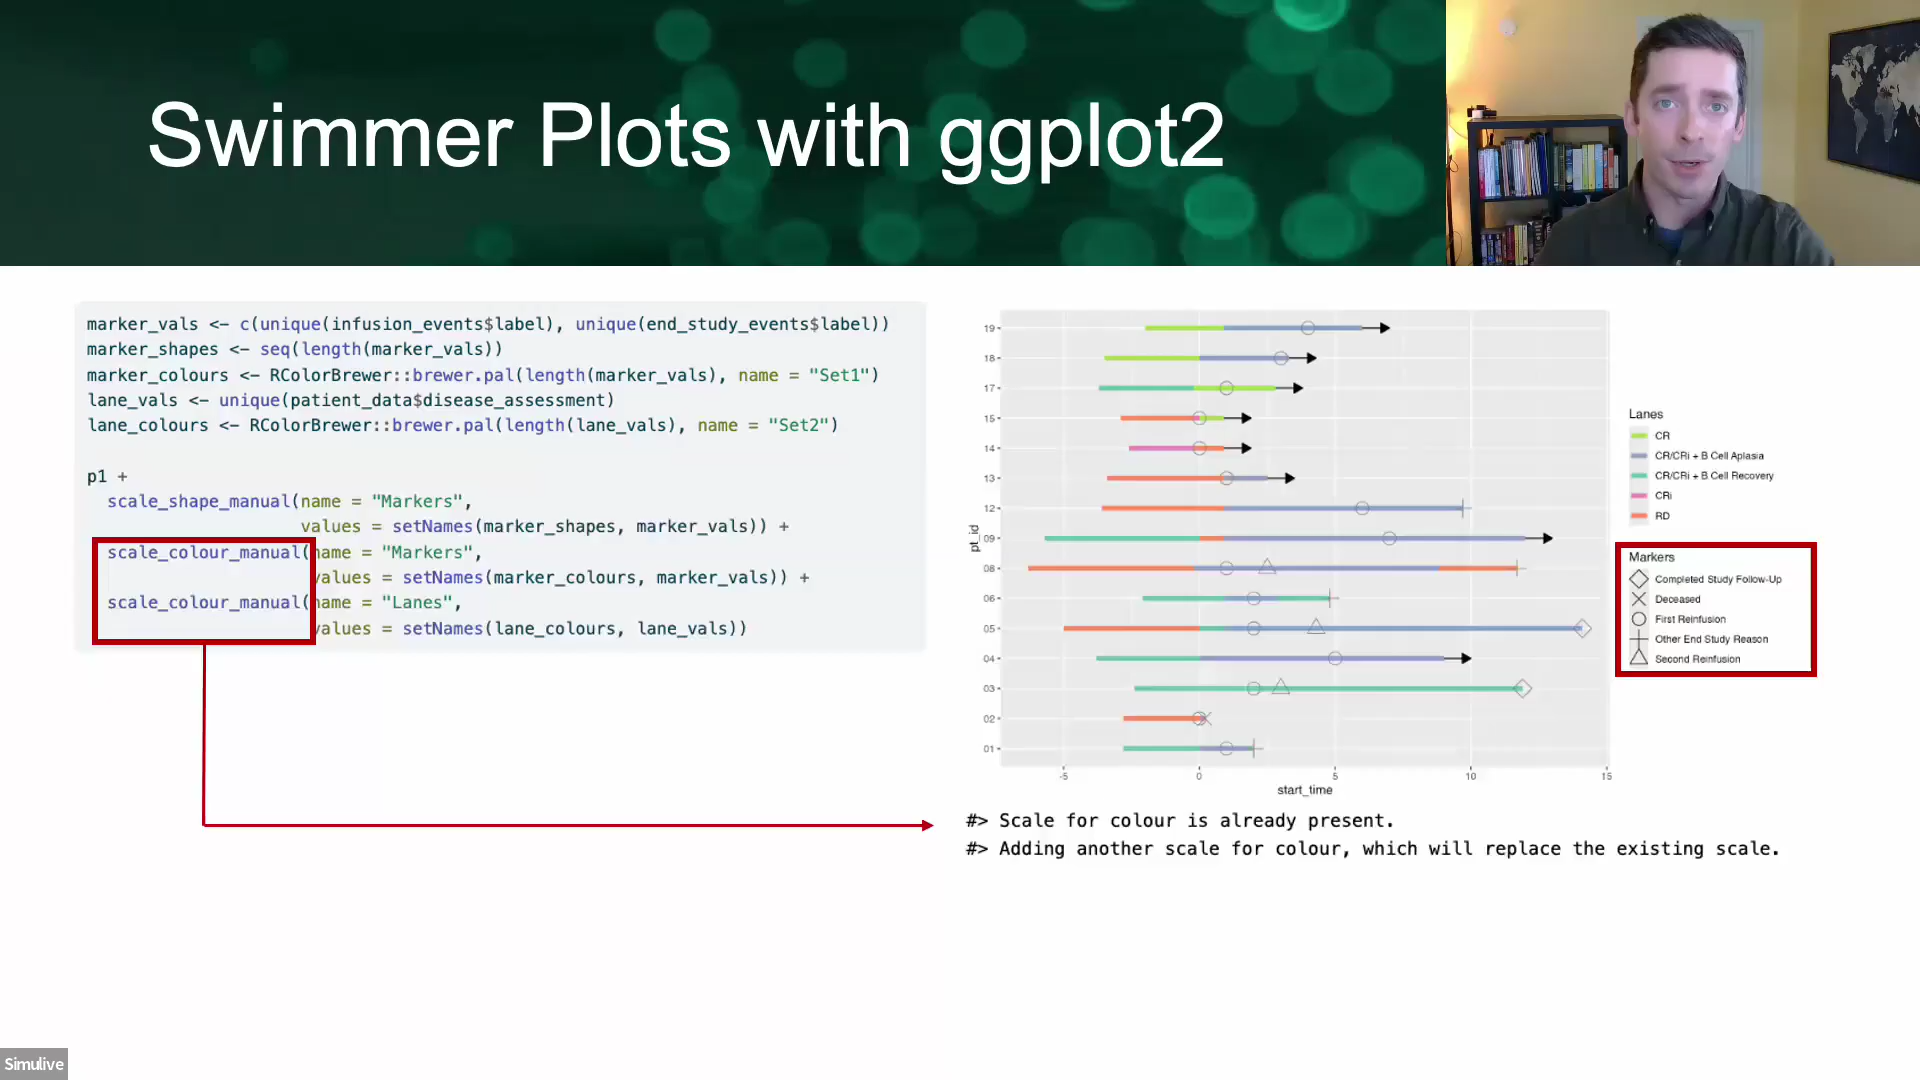 Swimmer Plots with ggplot2
marker_vals <- c(unique(infusion_events$label), unique(end_study_events$label))
marker_shapes <- seq(length(marker_vals))
marker_colours <- RColorBrewer::brewer.pal(length(marker_vals), name = "Set1")
lane_vals <- unique(patient_data$disease_assessment)
lane_colours <- RColorBrewer::brewer.pal(length(lane_vals), name = "Set2")
p1 +
scale_shape_manual(name = "Markers",
values = setNames(marker_shapes, marker_vals)) +
scale_colour_manual(name = "Markers",
values = setNames(marker_colours, marker_vals)) +
scale_colour_manual(name = "Lanes",
values = setNames(lane_colours, lane_vals))
pt_id
19
18
17
15
14
13
12
09
08
06
05
04
03
02
01
-5 0 5 10 15
start_time
Lanes
CR
CR/CRi + B Cell Aplasia
CR/CRi + B Cell Recovery
CRi
RD
Markers
Completed Study Follow-Up
Deceased
First Reinfusion
Other End Study Reason
Second Reinfusion
#> Scale for colour is already present.
#> Adding another scale for colour, which will replace the existing scale.
Simulive